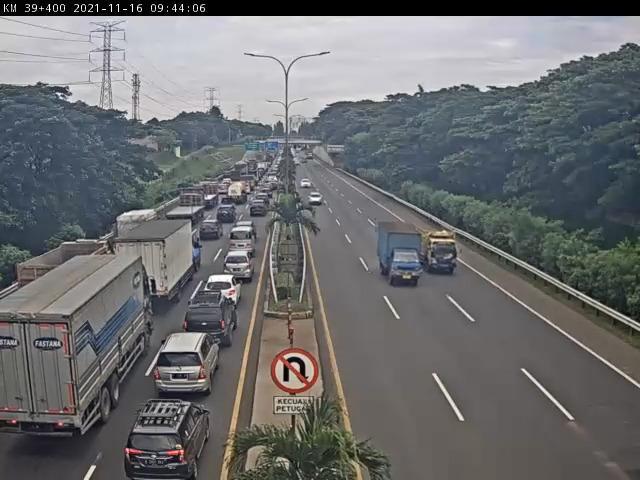 KM 39+400 2021-11-16 09:44:06
FASTANA
FASTANA
KECUALI
PETUGAS